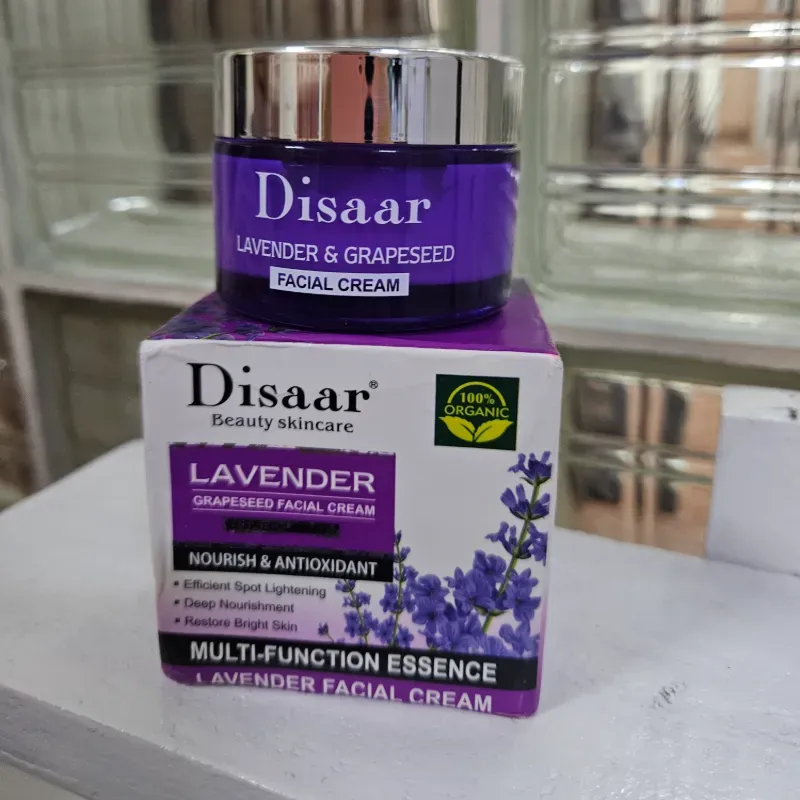 Disaar
LAVENDER & GRAPESEED
FACIAL CREAM
Disaar®
Beauty skincare
100%
ORGANIC
LAVENDER
GRAPESEED FACIAL CREAM
NOURISH & ANTIOXIDANT
• Efficient Spot Lightening
• Deep Nourishment
• Restore Bright Skin
MULTI-FUNCTION ESSENCE
LAVENDER FACIAL CREAM